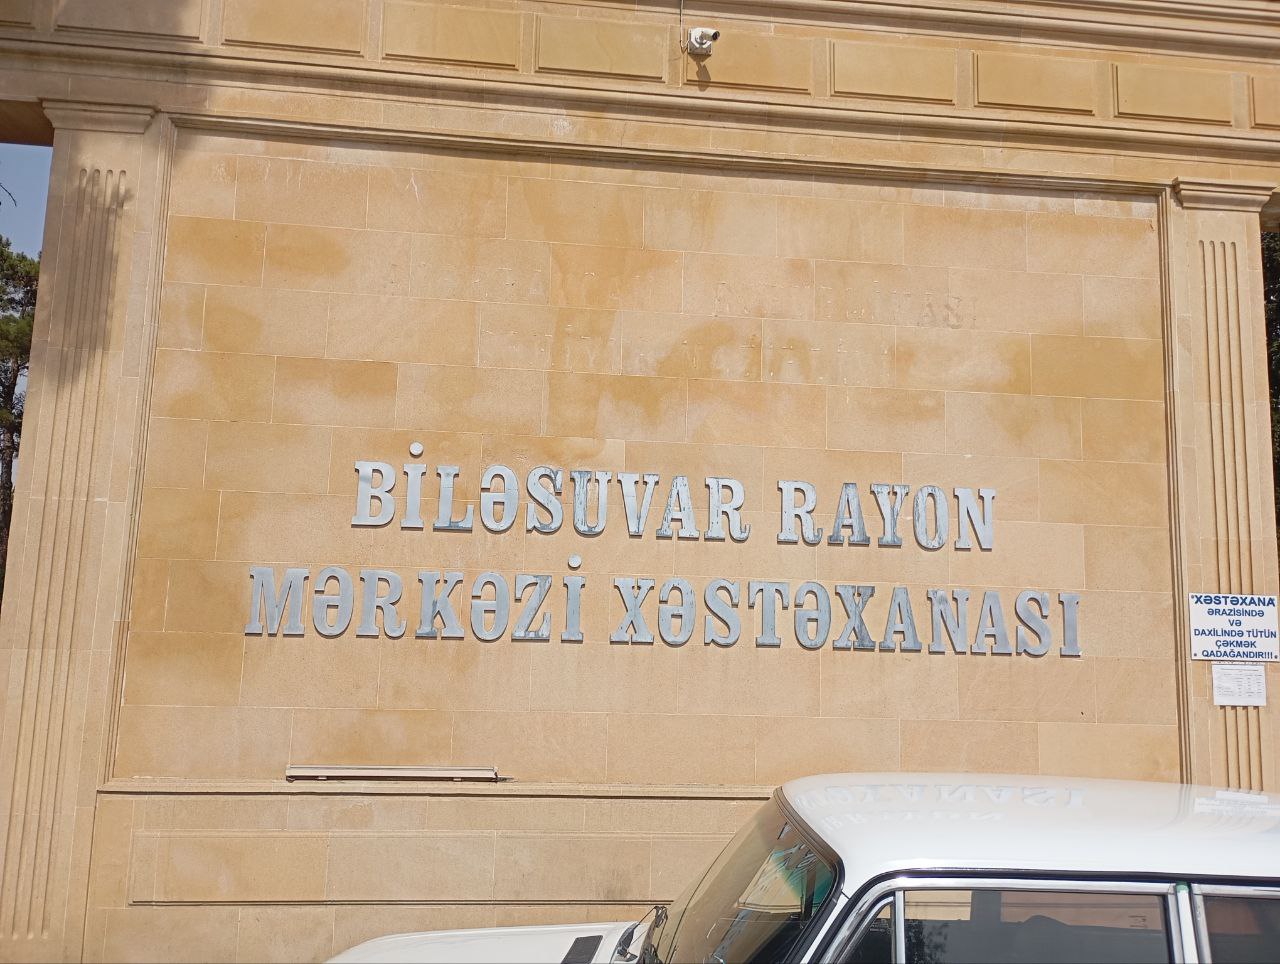 BİLƏSUVAR RAYON
MƏRKƏZİ XƏSTƏXANASI
XƏSTƏXANA
ƏRAZİSİNDƏ
VƏ
DAXİLİNDƏ TÜTÜN
ÇƏKMƏK
QADAĞANDIR!!!